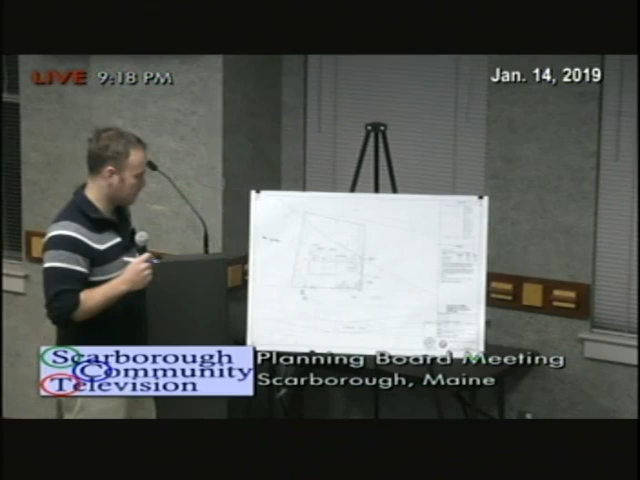 LIVE 9:18 PM
Jan. 14, 2019
Scarborough
Community
Television
Planning Board Meeting
Scarborough, Maine